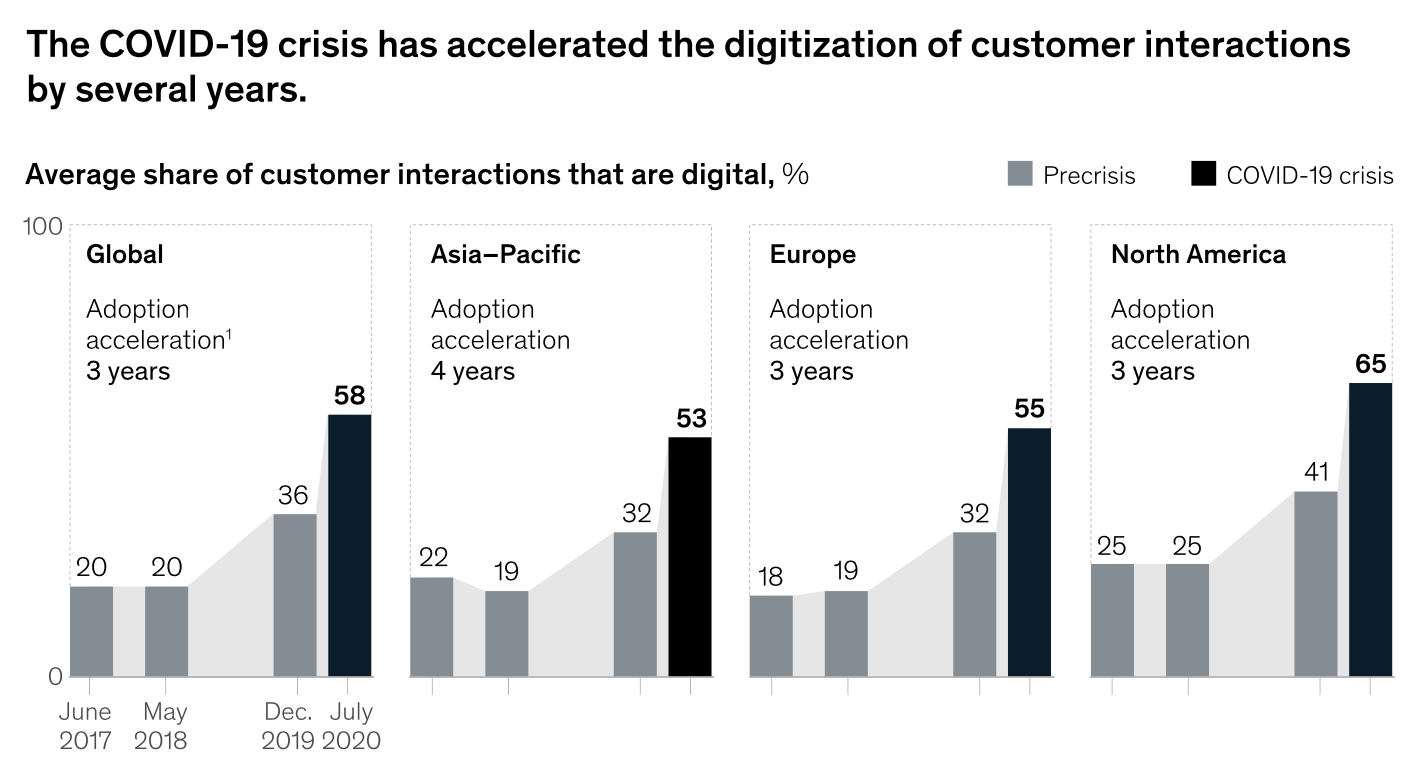 The COVID-19 crisis has accelerated the digitization of customer interactions
by several years.
Average share of customer interactions that are digital, %
Precrisis
COVID-19 crisis
100
0
Global
Adoption
acceleration¹
3 years
20
20
36
58
June
2017
May
2018
Dec.
2019
July
2020
Asia–Pacific
Adoption
acceleration
4 years
22
19
32
53
Europe
Adoption
acceleration
3 years
18
19
32
55
North America
Adoption
acceleration
3 years
25
25
41
65